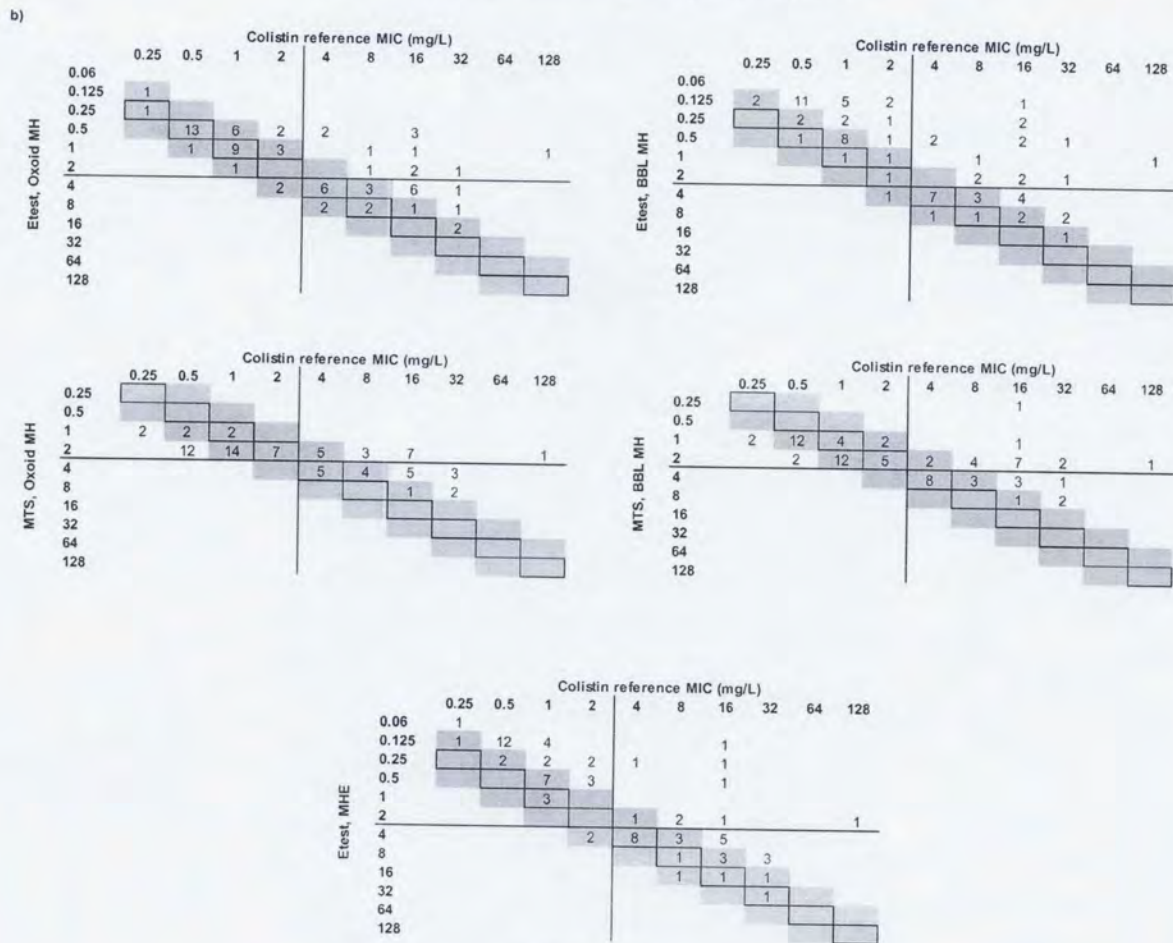 b)
Colistin reference MIC (mg/L)
0.25 0.5 1 2 4 8 16 32 64 128
Etest, Oxoid MH
0.06
0.125 1
0.25 1
0.5 13 6 2 2 3
1 1 9 3 1 1 1
2 1 1 2 1
4 2 6 3 6 1
8 2 2 1 1
16 2
32
64
128
Colistin reference MIC (mg/L)
0.25 0.5 1 2 4 8 16 32 64 128
Etest, BBL MH
0.06
0.125 2 11 5 2 1
0.25 2 2 1 2
0.5 1 8 1 2 2 1
1 1 1 1 1
2 1 2 2 1
4 1 7 3 4
8 1 1 2 2
16 1
32
64
128
Colistin reference MIC (mg/L)
0.25 0.5 1 2 4 8 16 32 64 128
MTS, Oxoid MH
0.25
0.5
1 2 2 2
2 12 14 7 5 3 7 1
4 5 4 5 3
8 1 2
16
32
64
128
Colistin reference MIC (mg/L)
0.25 0.5 1 2 4 8 16 32 64 128
MTS, BBL MH
0.25 1
0.5
1 2 12 4 2 1
2 2 12 5 2 4 7 2 1
4 8 3 3 1
8 1 2
16
32
64
128
Colistin reference MIC (mg/L)
0.25 0.5 1 2 4 8 16 32 64 128
Etest, MHE
0.06 1
0.125 1 12 4 1
0.25 2 2 2 1 1
0.5 7 3 1
1 3
2 1 2 1 1
4 2 8 3 5
8 1 3 3
16 1 1 1
32 1
64
128